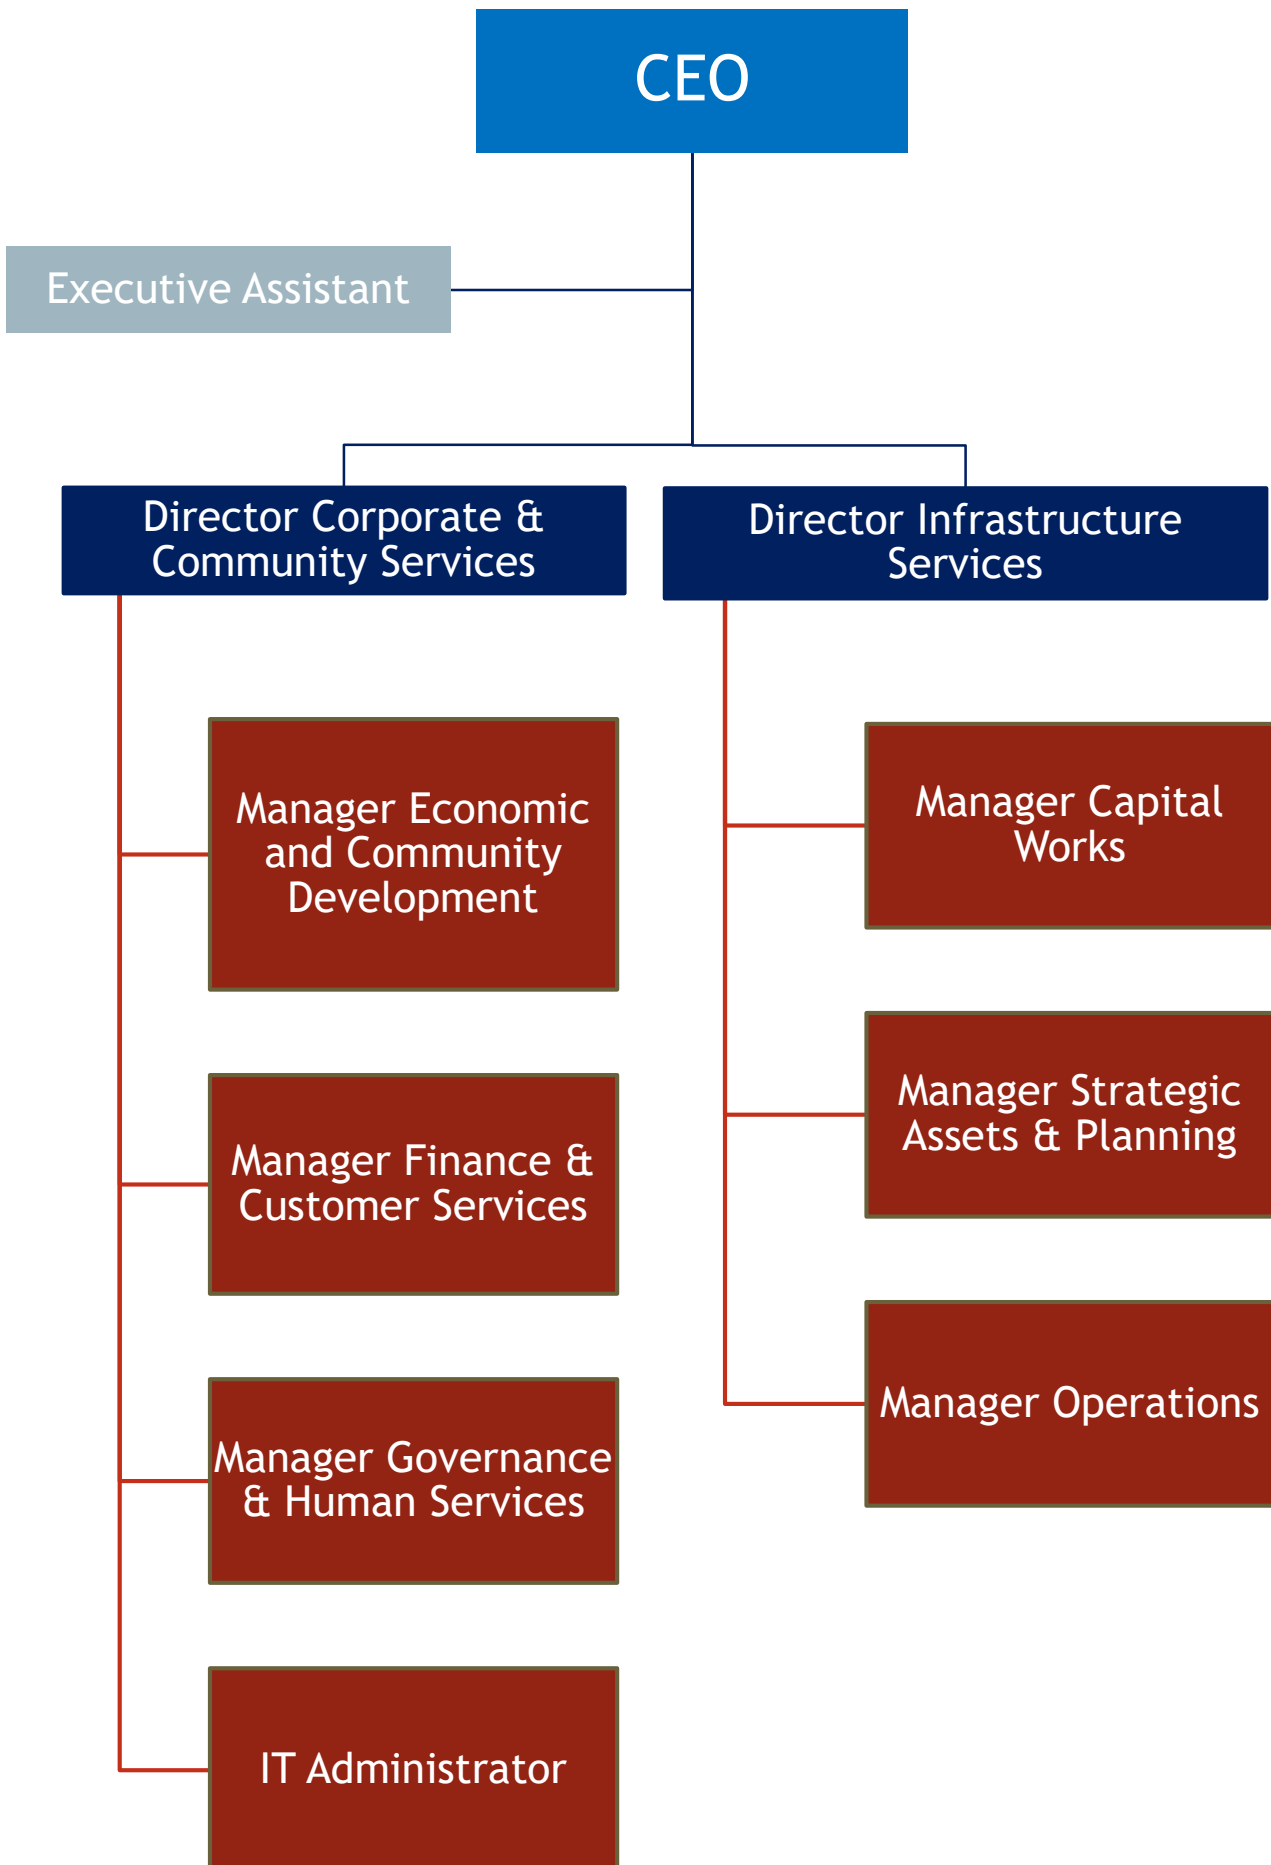 CEO
Executive Assistant
Director Corporate &
Community Services
Director Infrastructure
Services
Manager Economic
and Community
Development
Manager Finance &
Customer Services
Manager Governance
& Human Services
IT Administrator
Manager Capital
Works
Manager Strategic
Assets & Planning
Manager Operations